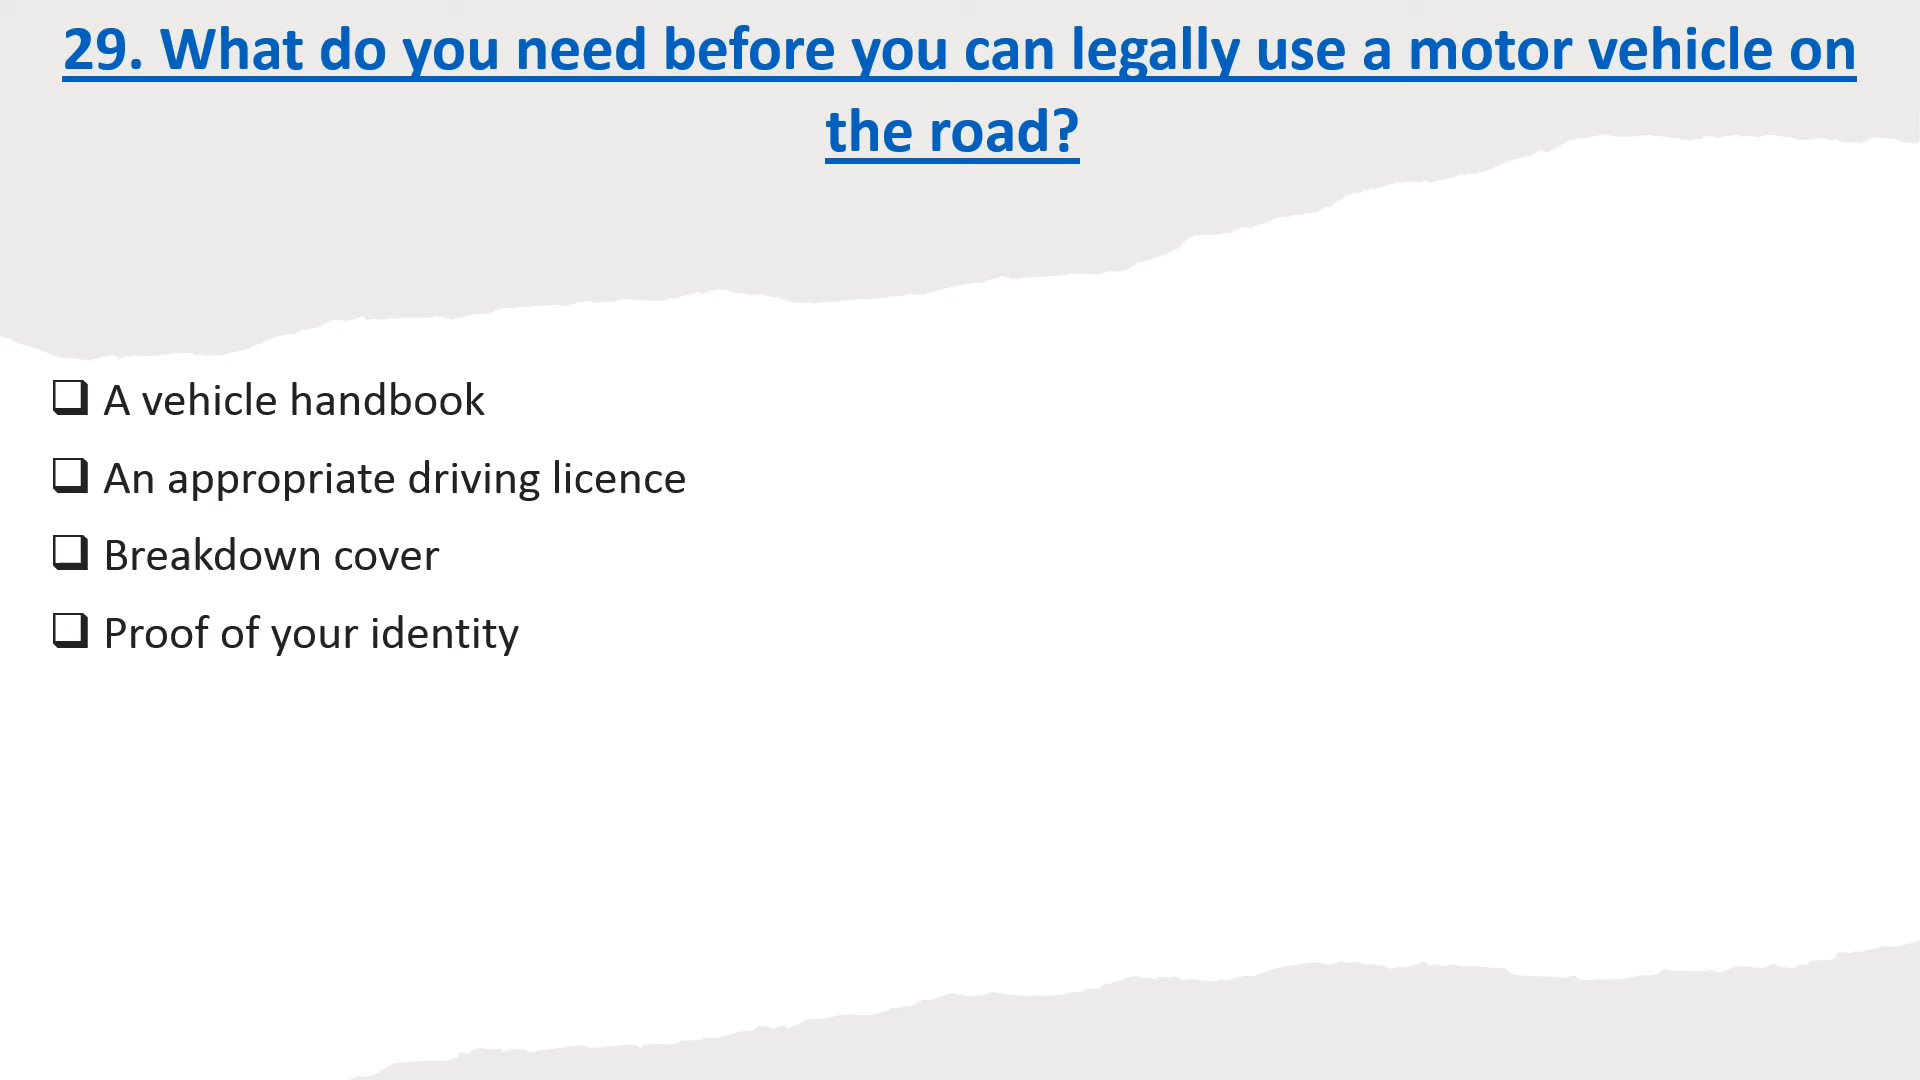 29. What do you need before you can legally use a motor vehicle on
the road?
A vehicle handbook
An appropriate driving licence
Breakdown cover
Proof of your identity